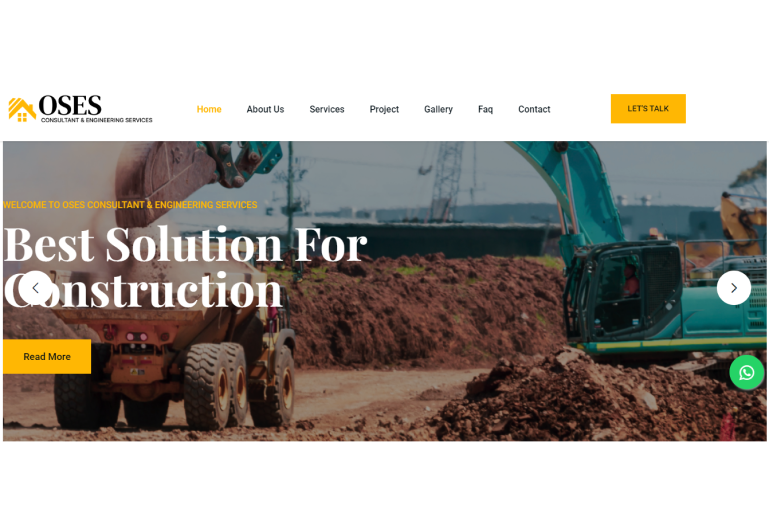 OSES
CONSULTANT & ENGINEERING SERVICES
Home About Us Services Project Gallery Faq Contact
LET'S TALK
WELCOME TO OSES CONSULTANT & ENGINEERING SERVICES
Best Solution For
Construction
Read More